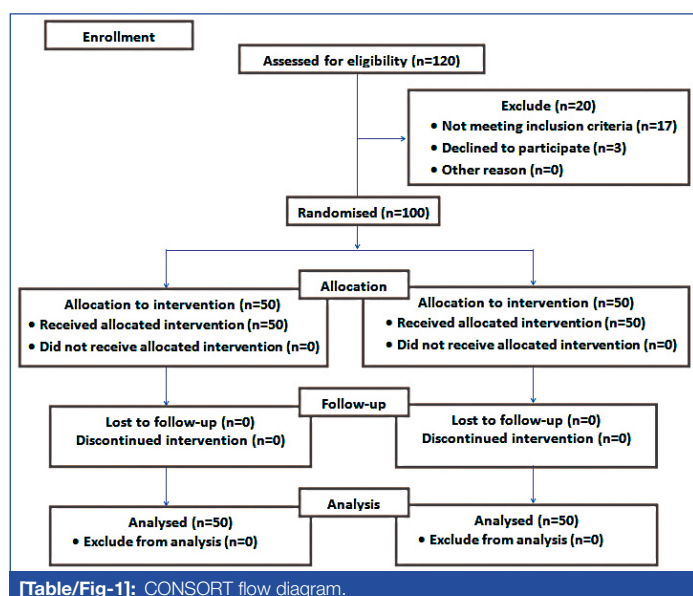 Enrollment
Assessed for eligibility (n=120)
Exclude (n=20)
• Not meeting inclusion criteria (n=17)
• Declined to participate (n=3)
• Other reason (n=0)
Randomised (n=100)
Allocation
Allocation to intervention (n=50)
• Received allocated intervention (n=50)
• Did not receive allocated intervention (n=0)
Allocation to intervention (n=50)
• Received allocated intervention (n=50)
• Did not receive allocated intervention (n=0)
Follow-up
Lost to follow-up (n=0)
Discontinued intervention (n=0)
Lost to follow-up (n=0)
Discontinued intervention (n=0)
Analysis
Analysed (n=50)
• Exclude from analysis (n=0)
Analysed (n=50)
• Exclude from analysis (n=0)
[Table/Fig-1]: CONSORT flow diagram.